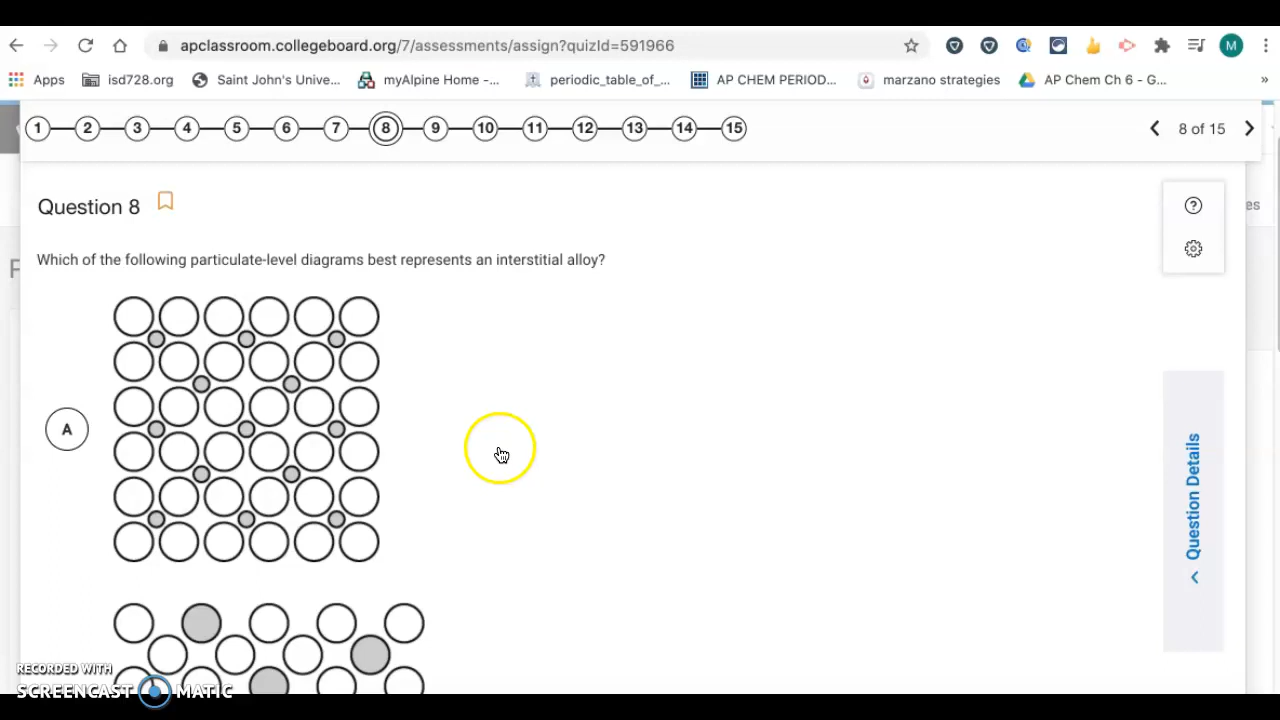 apclassroom.collegeboard.org/7/assessments/assign?quizId=591966
M
Apps isd728.org Saint John's Unive... myAlpine Home -... periodic_table_of_... AP CHEM PERIOD... marzano strategies AP Chem Ch 6 - G... »
1 2 3 4 5 6 7 8 9 10 11 12 13 14 15 8 of 15
Question 8
?
es
Which of the following particulate-level diagrams best represents an interstitial alloy?
A
Question Details
RECORDED WITH
SCREENCAST MATIC